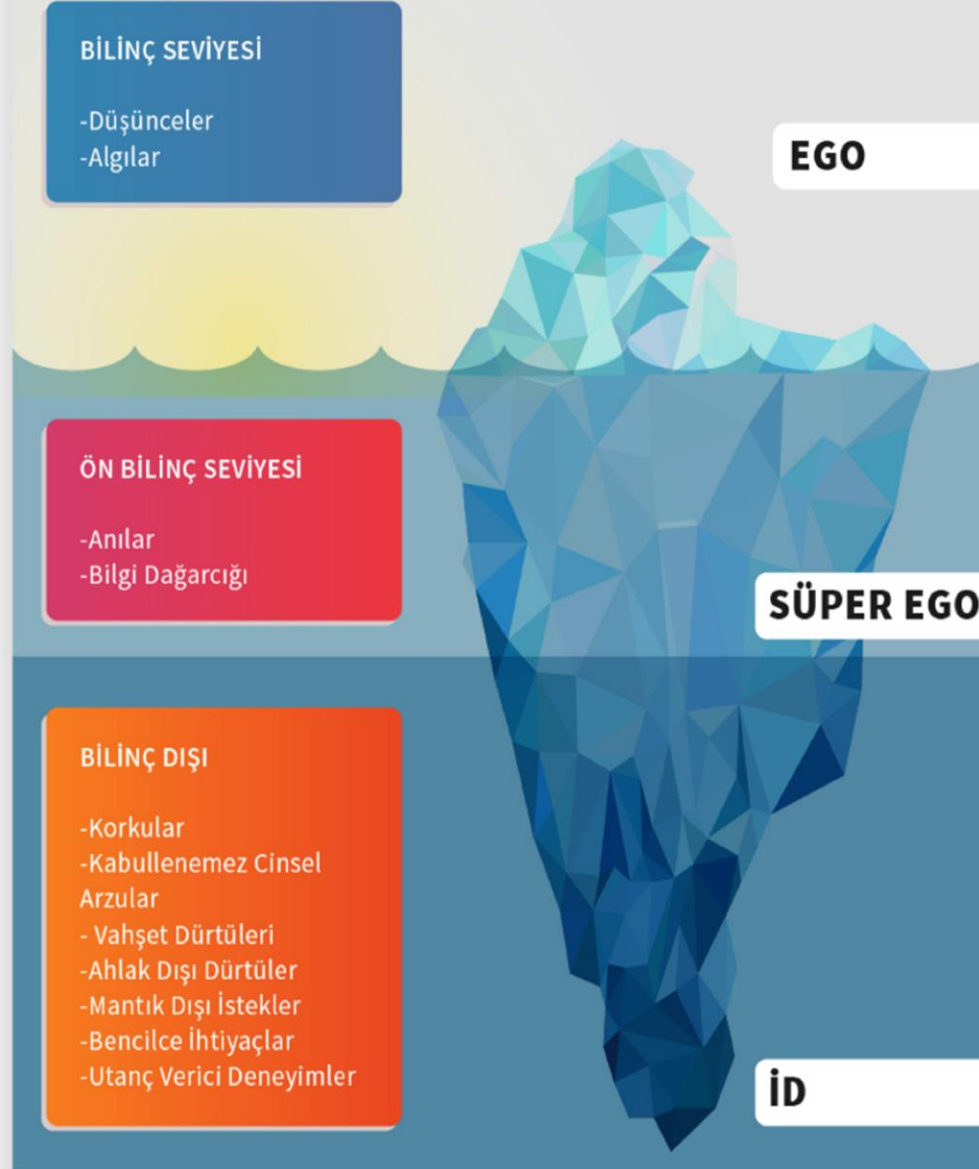 BİLİNÇ SEVİYESİ
-Düşünceler
-Algılar
EGO
ÖN BİLİNÇ SEVİYESİ
-Anılar
-Bilgi Dağarcığı
SÜPER EGO
BİLİNÇ DIŞI
-Korkular
-Kabullenemez Cinsel
Arzular
- Vahşet Dürtüleri
-Ahlak Dışı Dürtüler
-Mantık Dışı İstekler
-Bencilce İhtiyaçlar
-Utanç Verici Deneyimler
İD